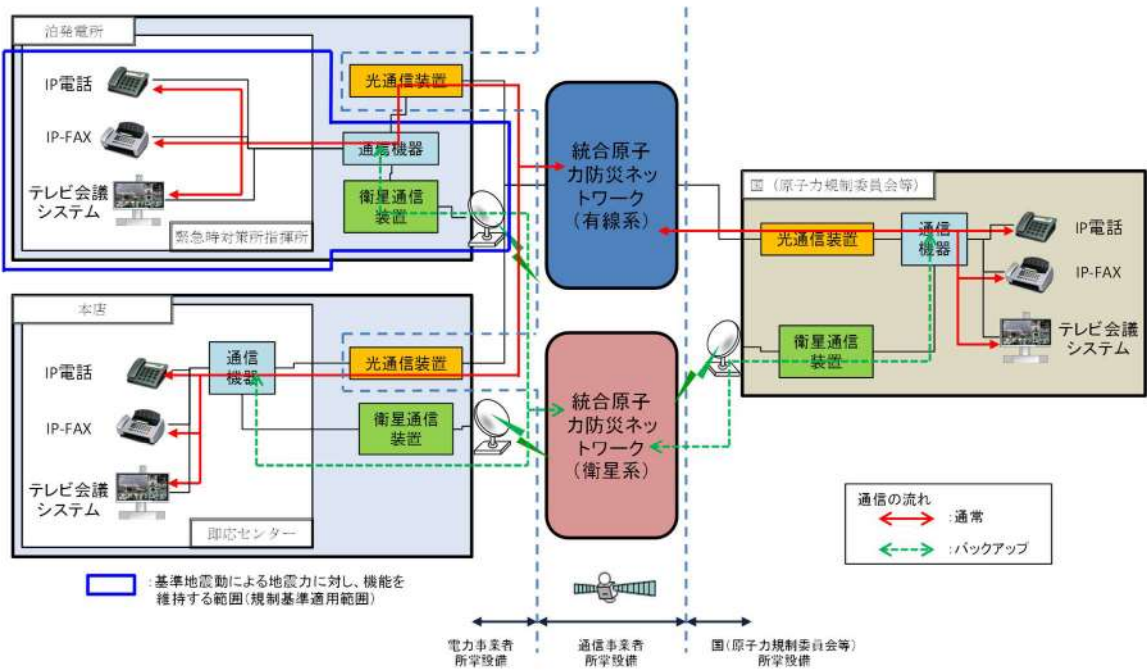 泊発電所
IP電話
IP-FAX
テレビ会議
システム
緊急時対策所指揮所
光通信装置
通信機器
衛星通信
装置
本店
IP電話
IP-FAX
テレビ会議
システム
即応センター
通信
機器
光通信装置
衛星通信
装置
統合原子
力防災ネッ
トワーク
(有線系)
統合原子
力防災ネッ
トワーク
(衛星系)
国(原子力規制委員会等)
光通信装置
通信
機器
衛星通信
装置
IP電話
IP-FAX
テレビ会議
システム
通信の流れ
:通常
:バックアップ
:基準地震動による地震力に対し、機能を
維持する範囲(規制基準適用範囲)
電力事業者
所掌設備
通信事業者
所掌設備
国(原子力規制委員会等)
所掌設備